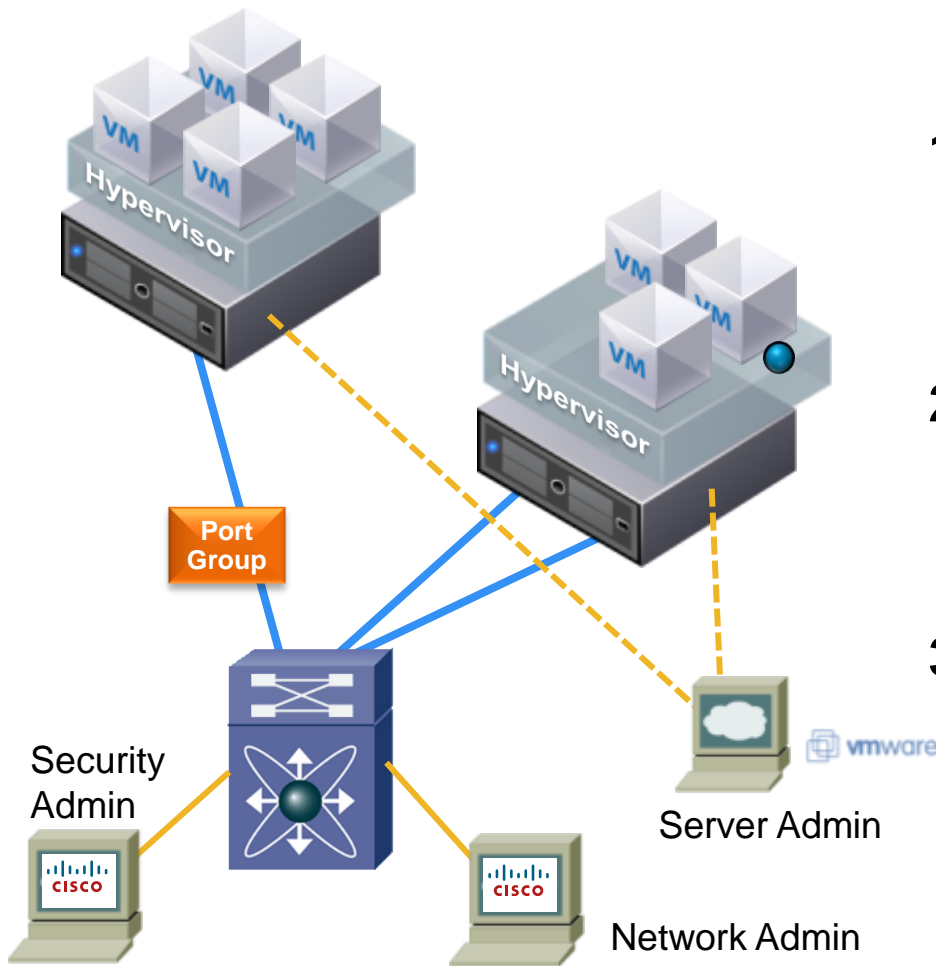 VM
VM
VM
VM
Hypervisor
VM
VM
VM
Hypervisor
Port
Group
Security
Admin
CISCO
CISCO
vmware
Server Admin
Network Admin
2